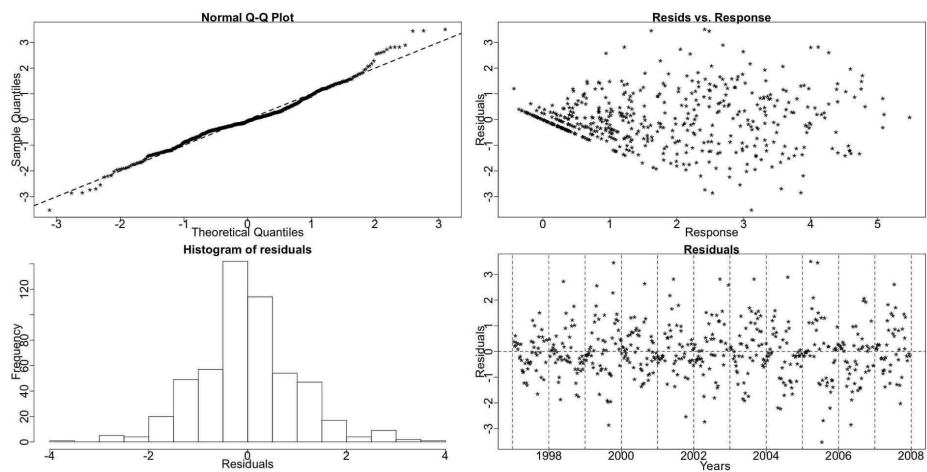 Normal Q-Q Plot
Sample Quantiles
-3 -2 -1 0 1 2 3
-3 -2 -1 0 1 2 3
Theoretical Quantiles
Resids vs. Response
Residuals
-3 -2 -1 0 1 2 3
0 1 2 3 4 5
Response
Histogram of residuals
Frequency
0 20 40 60 80 120
-4 -2 0 2 4
Residuals
Residuals
Residuals
-3 -2 -1 0 1 2 3
1998 2000 2002 2004 2006 2008
Years